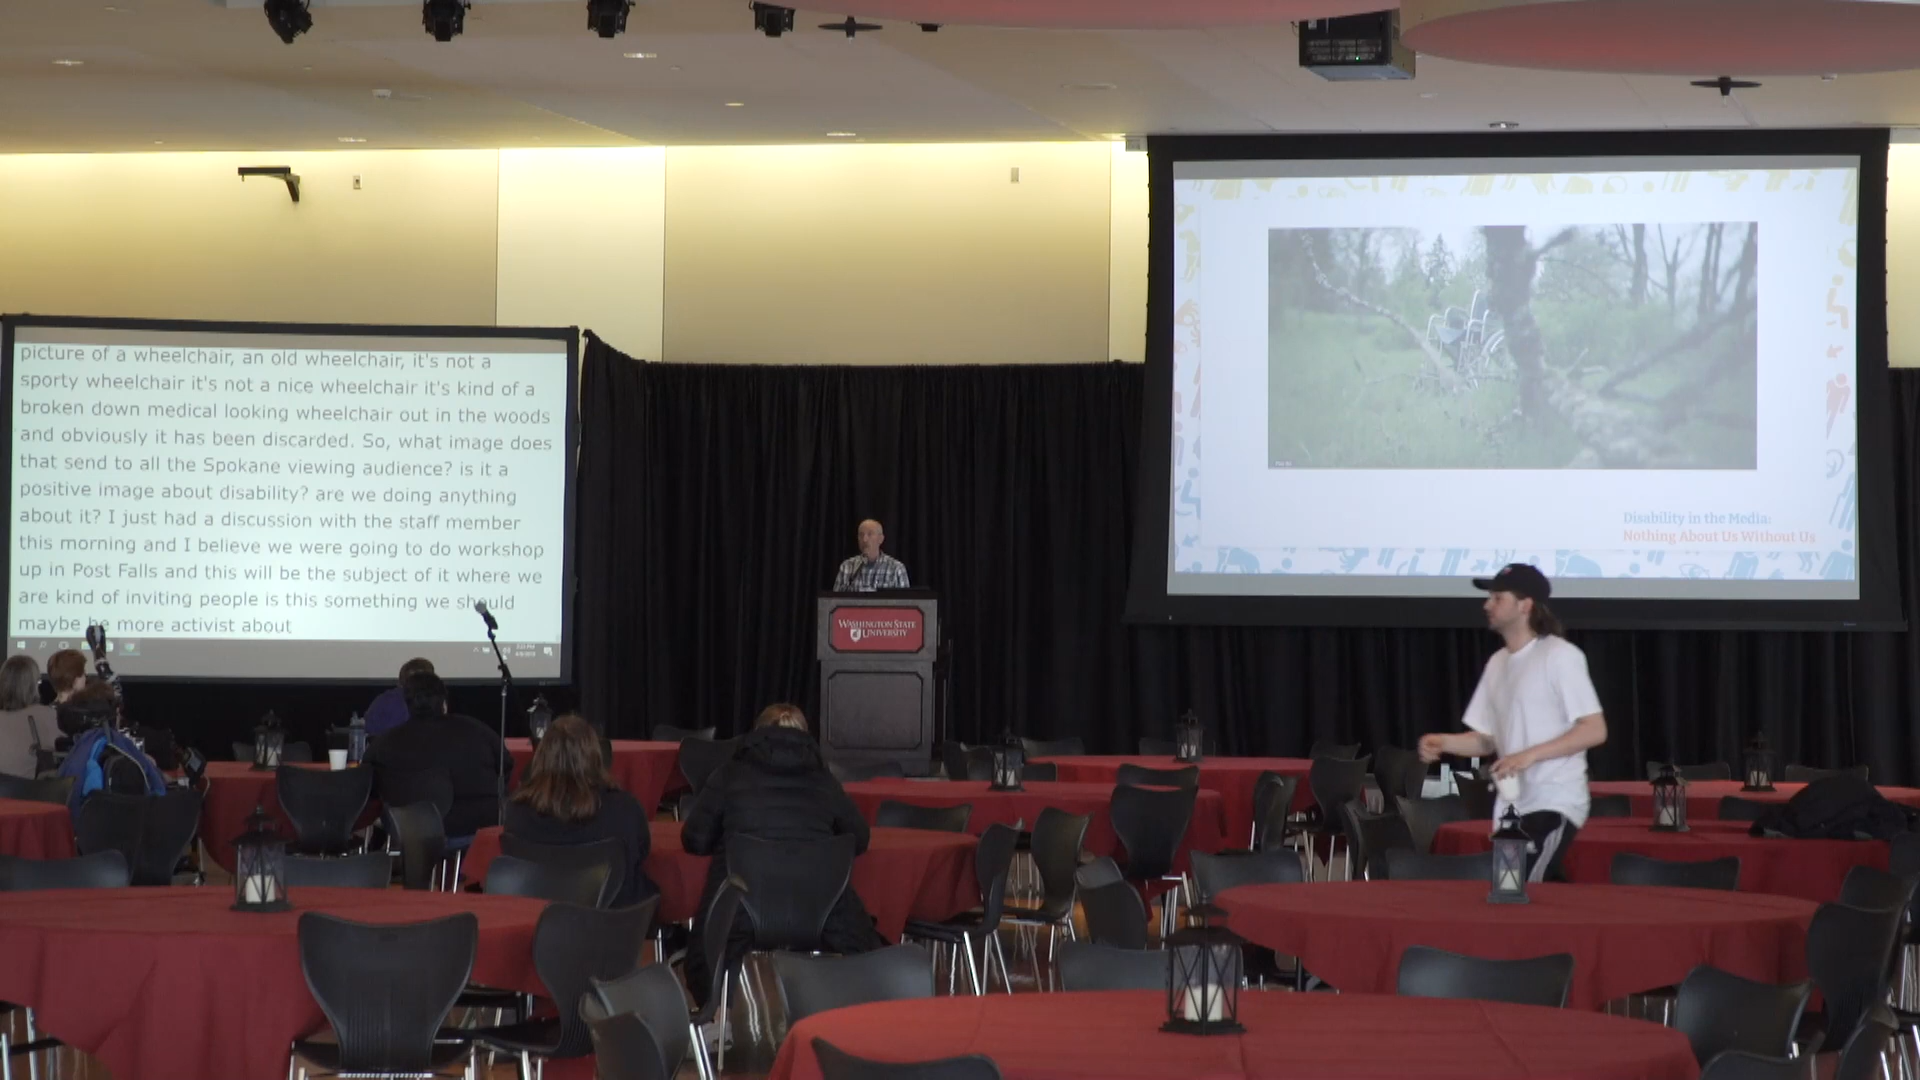 picture of a wheelchair, an old wheelchair, it's not a
sporty wheelchair it's not a nice wheelchair it's kind of a
broken down medical looking wheelchair out in the woods
and obviously it has been discarded. So, what image does
that send to all the Spokane viewing audience? is it a
positive image about disability? are we doing anything
about it? I just had a discussion with the staff member
this morning and I believe we were going to do workshop
up in Post Falls and this will be the subject of it where we
are kind of inviting people is this something we should
maybe be more activist about
WASHINGTON STATE
UNIVERSITY
Disability in the Media:
Nothing About Us Without Us